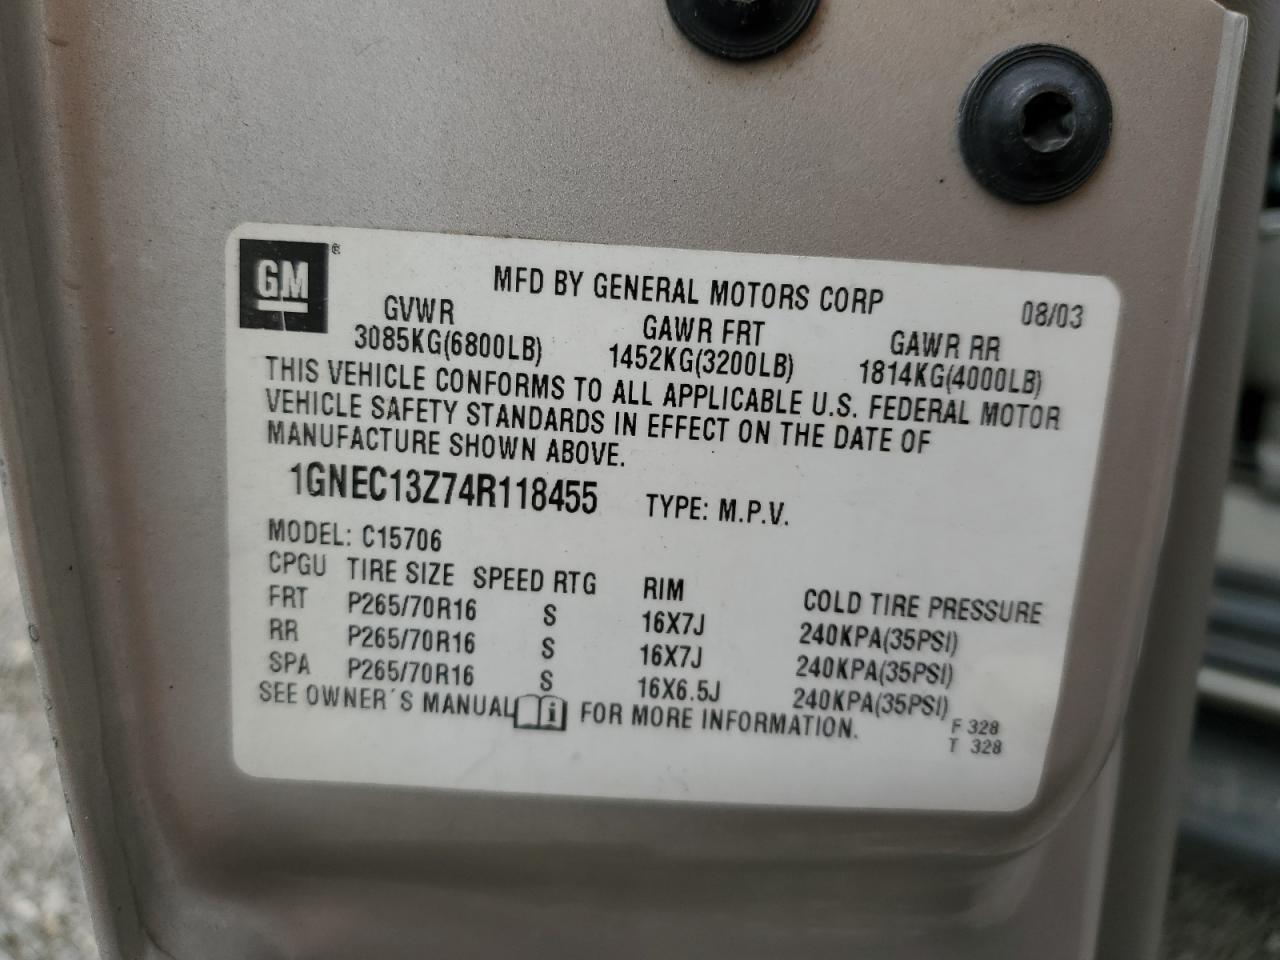 GM ®
MFD BY GENERAL MOTORS CORP 08/03
GVWR GAWR FRT GAWR RR
3085KG(6800LB) 1452KG(3200LB) 1814KG(4000LB)
THIS VEHICLE CONFORMS TO ALL APPLICABLE U.S. FEDERAL MOTOR
VEHICLE SAFETY STANDARDS IN EFFECT ON THE DATE OF
MANUFACTURE SHOWN ABOVE.
1GNEC13Z74R118455 TYPE: M.P.V.
MODEL: C15706
CPGU TIRE SIZE SPEED RTG RIM COLD TIRE PRESSURE
FRT P265/70R16 S 16X7J 240KPA(35PSI)
RR P265/70R16 S 16X7J 240KPA(35PSI)
SPA P265/70R16 S 16X6.5J 240KPA(35PSI)
SEE OWNER´S MANUAL i FOR MORE INFORMATION.
F 328
T 328